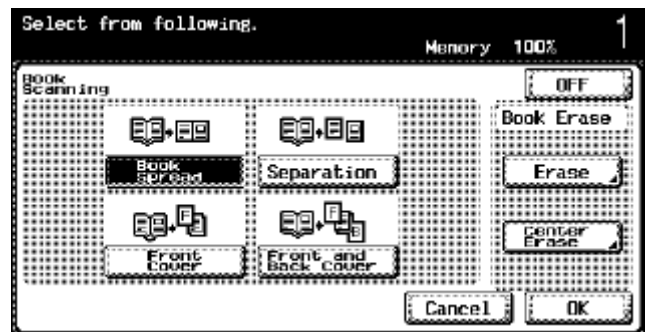 Select from following.
Memory 100% 1
Book
Scanning
OFF
Book Erase
Book
Spread
Separation
Erase
Front
Cover
Front and
Back Cover
Center
Erase
Cancel
OK